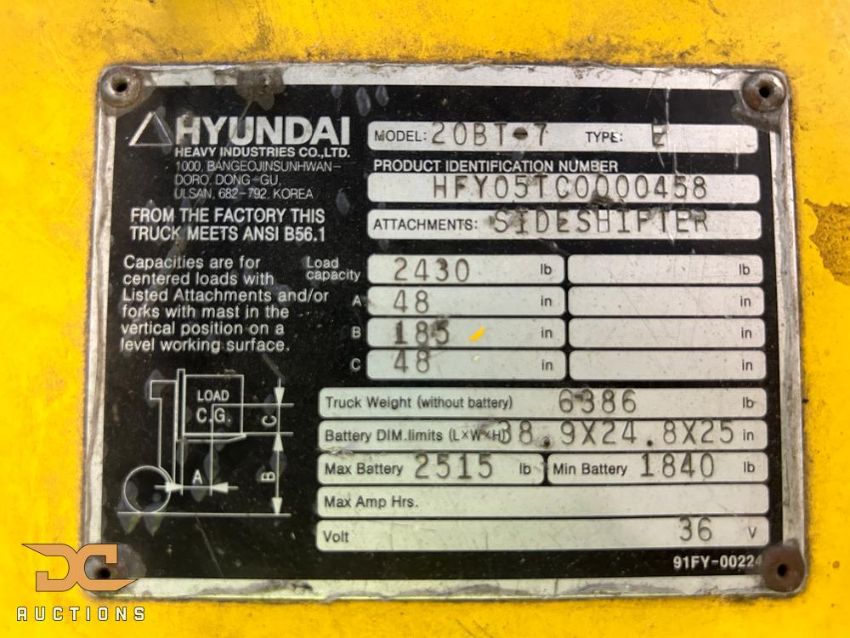 HYUNDAI
HEAVY INDUSTRIES CO., LTD.
1000, BANGEOJINSUNHWAN-
DORO, DONG-GU,
ULSAN, 682-792, KOREA
FROM THE FACTORY THIS
TRUCK MEETS ANSI B56.1
MODEL: 20BT-7 TYPE: E
PRODUCT IDENTIFICATION NUMBER
HFY05TC0000458
ATTACHMENTS: SIDESHIFTER
Capacities are for
centered loads with
Listed Attachments and/or
forks with mast in the
vertical position on a
level working surface.
Load
capacity 2430 lb lb
A 48 in in
B 185 in in
C 48 in in
LOAD
C.G.
C
A
B
Truck Weight (without battery) 6386 lb
Battery DIM.limits (L×W×H) 38.9X24.8X25 in
Max Battery 2515 lb Min Battery 1840 lb
Max Amp Hrs.
Volt 36 V
91FY-00224
DC
AUCTIONS